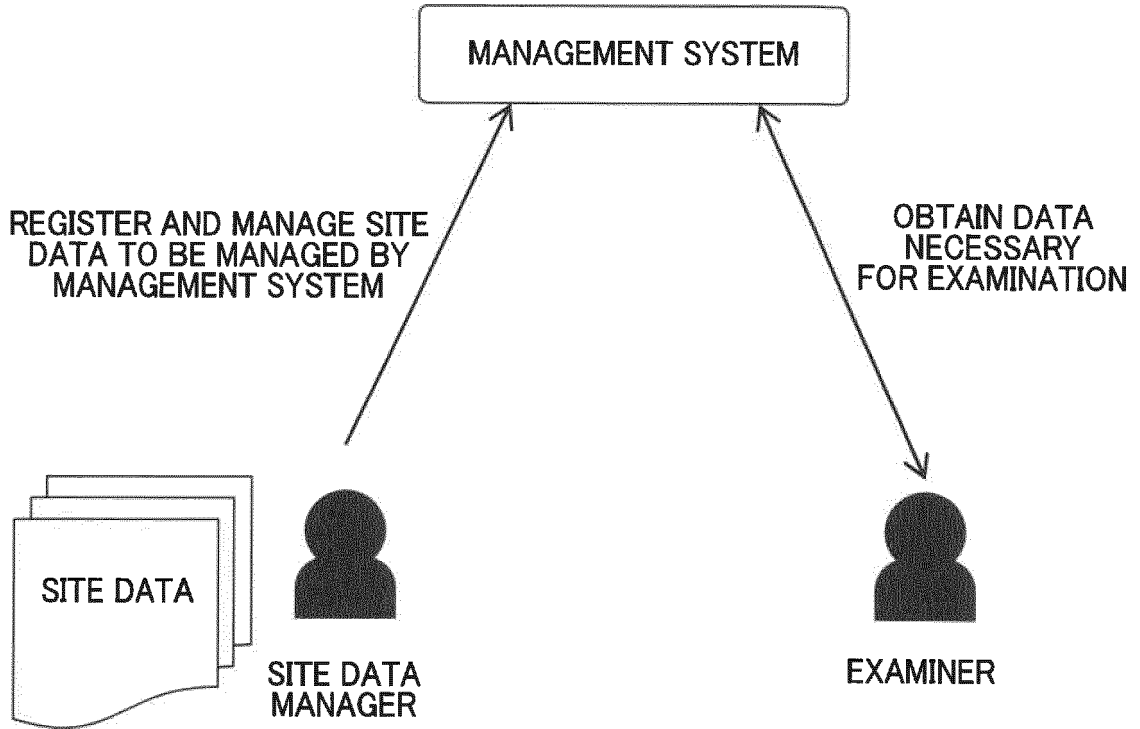 MANAGEMENT SYSTEM
REGISTER AND MANAGE SITE
DATA TO BE MANAGED BY
MANAGEMENT SYSTEM
OBTAIN DATA
NECESSARY
FOR EXAMINATION
SITE DATA
SITE DATA
MANAGER
EXAMINER